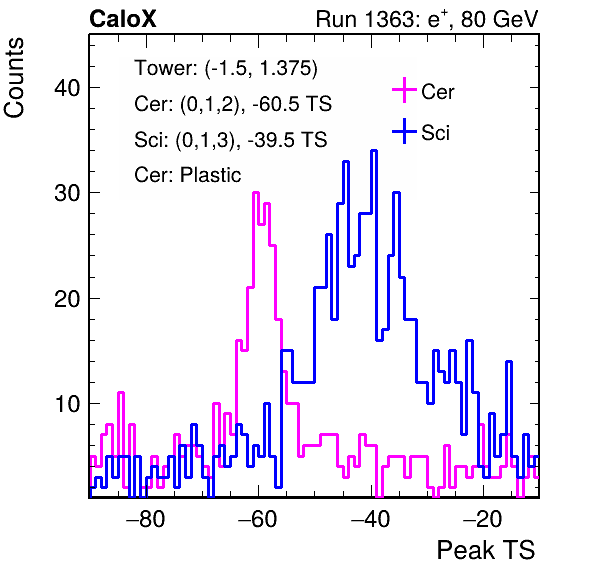 CaloX
Run 1363: e+, 80 GeV
Counts
Tower: (-1.5, 1.375)
Cer: (0,1,2), -60.5 TS
Sci: (0,1,3), -39.5 TS
Cer: Plastic
Cer
Sci
40
30
20
10
−80
−60
−40
−20
Peak TS